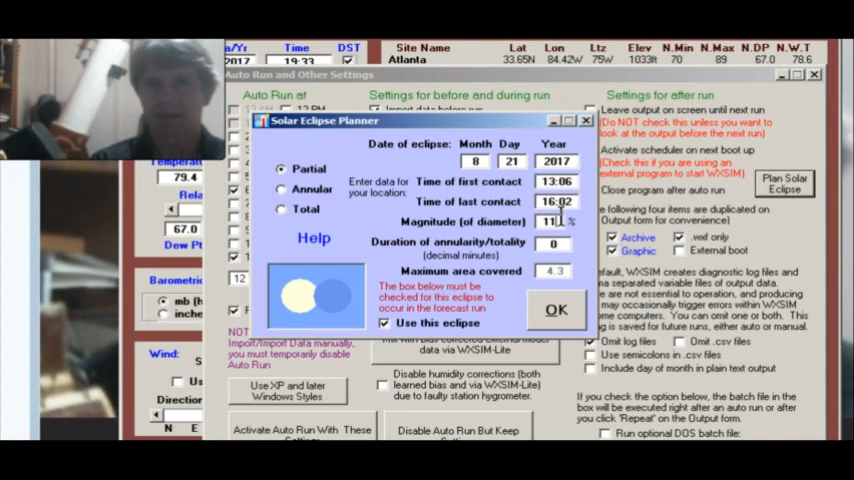 a/Yr Time DST Site Name Lat Lon Ltz Elev N.Min N.Max N.DP N.W.T
2017 19:33 Atlanta 33.65N 84.42W 75W 1033ft 70 89 67.0 78.6
Auto Run and Other Settings
Auto Run at Settings for before and during run Settings for after run
12 AM 12 PM Import data before run
Leave output on screen until next run
(Do NOT check this unless you want to
look at the output before the next run)
Activate scheduler on next boot up
(Check this if you are using an
external program to start WXSIM)
Close program after auto run
Plan Solar
Eclipse
he following four items are duplicated on
Output form for convenience)
Archive .wxf only
Graphic External boot
default, WXSIM creates diagnostic log files and
ma separated variable files of output data.
e are not essential to operation, and producing
may occasionally trigger errors within WXSIM
ome computers. You can omit one or both. This
ng is saved for future runs, either auto or manual.
Omit log files Omit .csv files
Use semicolons in .csv files
Include day of month in plain text output
If you check the option below, the batch file in the
box will be executed right after an auto run or after
you click 'Repeat' on the Output form.
Run optional DOS batch file:
Solar Eclipse Planner
Date of eclipse: Month Day Year
8 21 2017
Partial
Annular
Total
Help
Enter data for
your location:
Time of first contact 13:06
Time of last contact 16:02
Magnitude (of diameter) 11 %
Duration of annularity/totality 0
(decimal minutes)
Maximum area covered 4.3
The box below must be
checked for this eclipse to
occur in the forecast run
Use this eclipse
OK
Temperat
79.4
Rela
67.0
Dew Pt
Barometric
mb (h
inche
Wind:
S
Us
Direction
N E
12
NOT
Import/Import Data manually,
you must temporarily disable
Auto Run
Use XP and later
Windows Styles
Mix with bias corrected external model
data via WXSIM-Lite
Disable humidity corrections (both
learned bias and via WXSIM-Lite)
due to faulty station hygrometer.
Activate Auto Run With These
Disable Auto Run But Keep